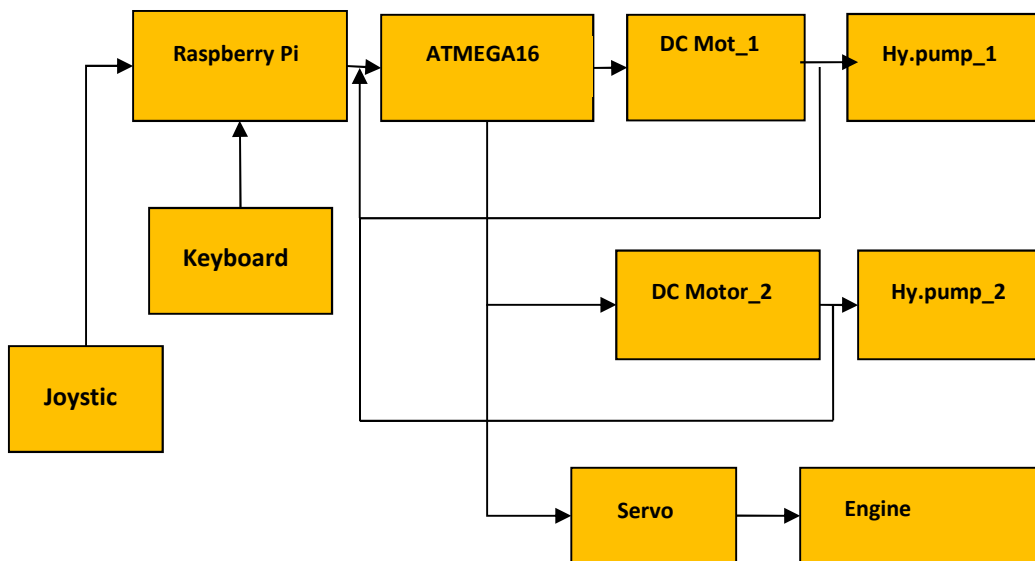 Raspberry Pi
ATMEGA16
DC Mot_1
Hy.pump_1
Keyboard
DC Motor_2
Hy.pump_2
Joystic
Servo
Engine